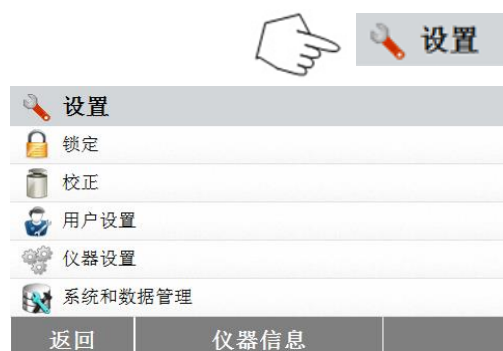 设置
设置
锁定
校正
用户设置
仪器设置
系统和数据管理
返回 仪器信息